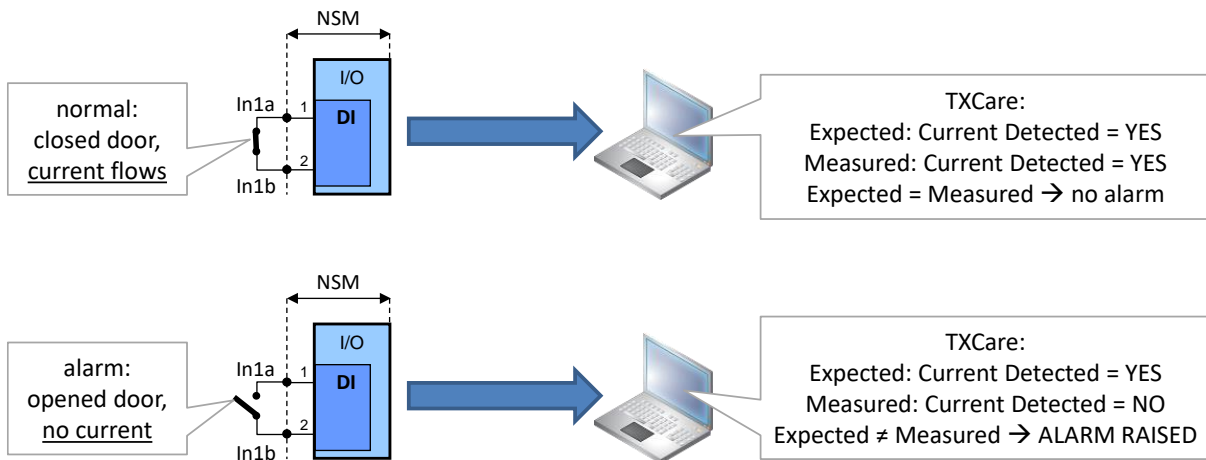 NSM
I/O
In1a
1
DI
2
In1b
normal:
closed door,
current flows
TXCare:
Expected: Current Detected = YES
Measured: Current Detected = YES
Expected = Measured → no alarm
NSM
I/O
In1a
1
DI
2
In1b
alarm:
opened door,
no current
TXCare:
Expected: Current Detected = YES
Measured: Current Detected = NO
Expected ≠ Measured → ALARM RAISED